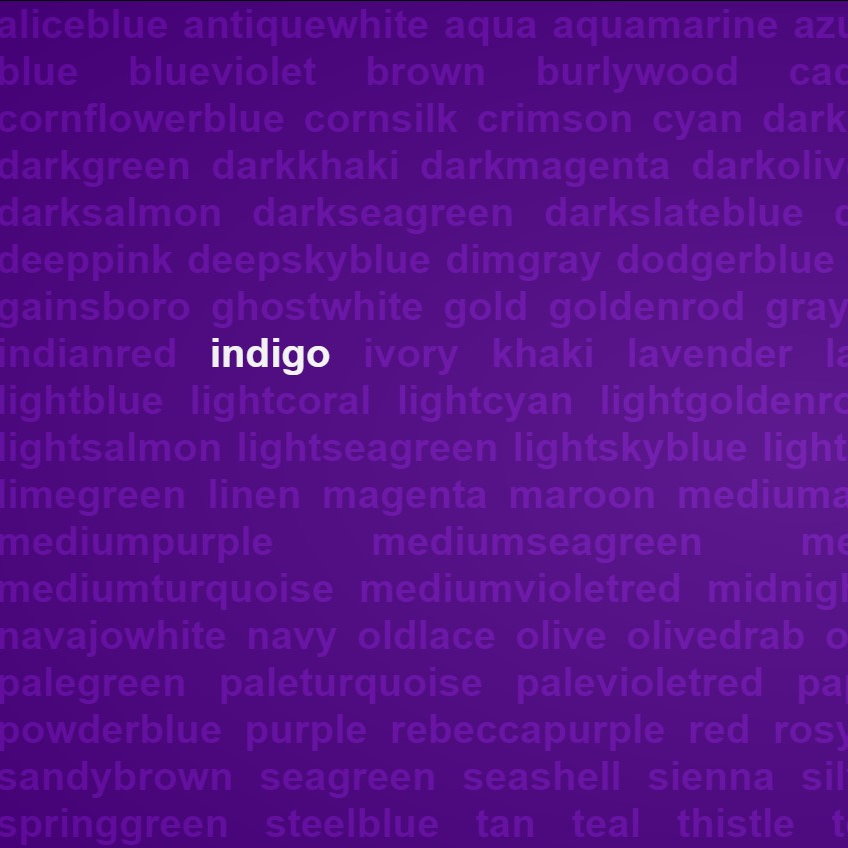 aliceblue antiquewhite aqua aquamarine
blue blueviolet brown burlywood
cornflowerblue cornsilk crimson cyan dark
darkgreen darkkhaki darkmagenta darkoliv
darksalmon darkseagreen darkslateblue
deeppink deepskyblue dimgray dodgerblue
gainsboro ghostwhite gold goldenrod gray
indianred indigo ivory khaki lavender la
lightblue lightcoral lightcyan lightgoldenro
lightsalmon lightseagreen lightskyblue light
limegreen linen magenta maroon mediuma
mediumpurple mediumseagreen me
mediumturquoise mediumvioletred midnigh
navajowhite navy oldlace olive olivedrab o
palegreen paleturquoise palevioletred pap
powderblue purple rebeccapurple red rosy
sandybrown seagreen seashell sienna sil
springgreen steelblue tan teal thistle t